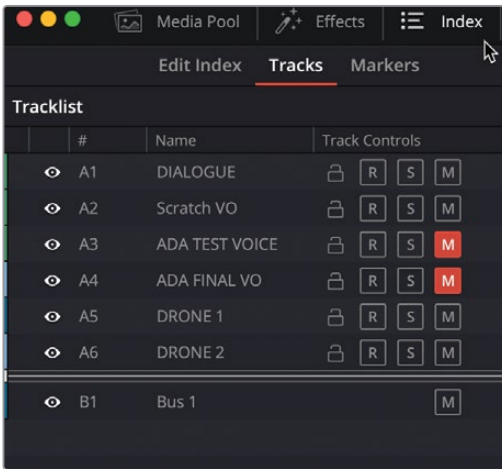 Media Pool Effects Index
Edit Index Tracks Markers
Tracklist
# Name Track Controls
A1 DIALOGUE R S M
A2 Scratch VO R S M
A3 ADA TEST VOICE R S M
A4 ADA FINAL VO R S M
A5 DRONE 1 R S M
A6 DRONE 2 R S M
B1 Bus 1 M